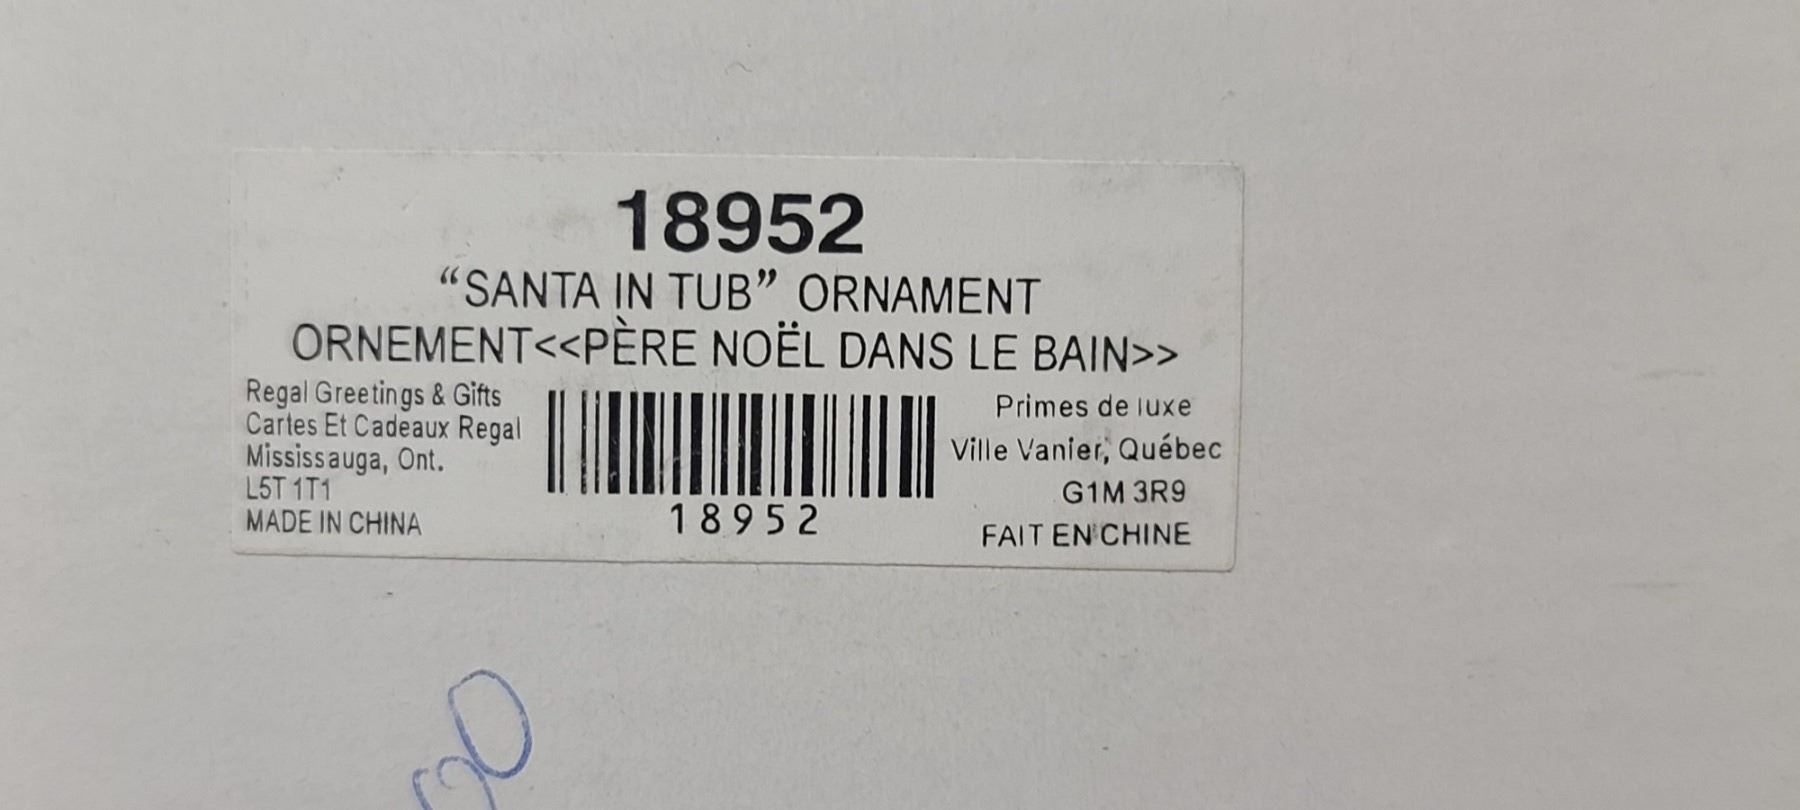 18952
“SANTA IN TUB” ORNAMENT
ORNEMENT<<PÈRE NOËL DANS LE BAIN>>
Regal Greetings & Gifts
Cartes Et Cadeaux Regal
Mississauga, Ont.
L5T 1T1
MADE IN CHINA
18952
Primes de luxe
Ville Vanier, Québec
G1M 3R9
FAIT EN CHINE